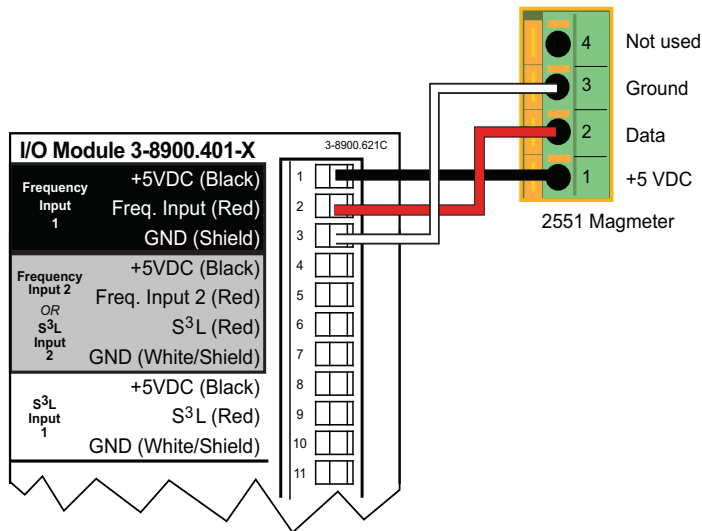 4 Not used
3 Ground
2 Data
1 +5 VDC
2551 Magmeter
I/O Module 3-8900.401-X
3-8900.621C
Frequency
Input
1
+5VDC (Black)
Freq. Input (Red)
GND (Shield)
1
2
3
Frequency
Input 2
OR
S³L
Input
2
+5VDC (Black)
Freq. Input 2 (Red)
S³L (Red)
GND (White/Shield)
4
5
6
7
S³L
Input
1
+5VDC (Black)
S³L (Red)
GND (White/Shield)
8
9
10
11